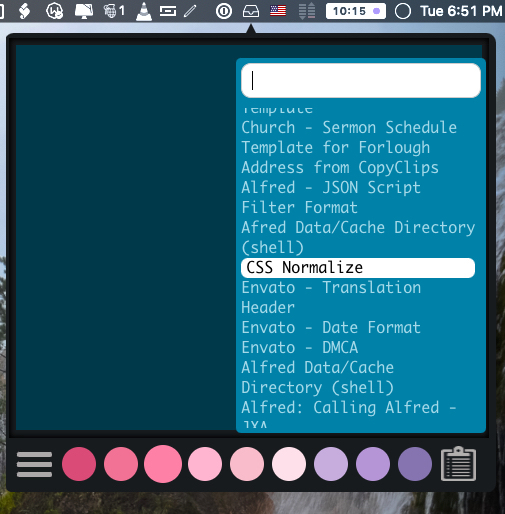 1
10:15
Tue 6:51 PM
Template
Church - Sermon Schedule
Template for Forlough
Address from CopyClips
Alfred - JSON Script
Filter Format
Afred Data/Cache Directory
(shell)
CSS Normalize
Envato - Translation
Header
Envato - Date Format
Envato - DMCA
Alfred Data/Cache
Directory (shell)
Alfred: Calling Alfred -
JXA